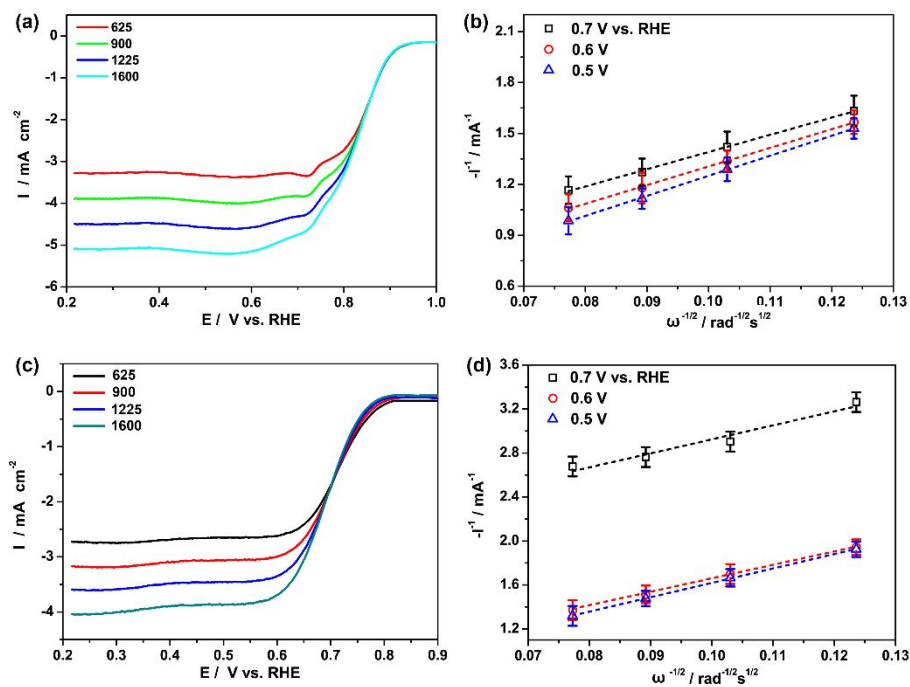 (a)
625
900
1225
1600
0
-1
-2
-3
-4
-5
-6
I / mA cm⁻²
0.2 0.4 0.6 0.8 1.0
E / V vs. RHE
(b)
0.7 V vs. RHE
0.6 V
0.5 V
2.1
1.8
1.5
1.2
0.9
0.6
-I⁻¹ / mA⁻¹
0.07 0.08 0.09 0.10 0.11 0.12 0.13
ω⁻¹/² / rad⁻¹/²s¹/²
(c)
625
900
1225
1600
0
-1
-2
-3
-4
I / mA cm⁻²
0.2 0.3 0.4 0.5 0.6 0.7 0.8 0.9
E / V vs. RHE
(d)
0.7 V vs. RHE
0.6 V
0.5 V
3.6
3.2
2.8
2.4
2.0
1.6
1.2
-I⁻¹ / mA⁻¹
0.07 0.08 0.09 0.10 0.11 0.12 0.13
ω⁻¹/² / rad⁻¹/²s¹/²